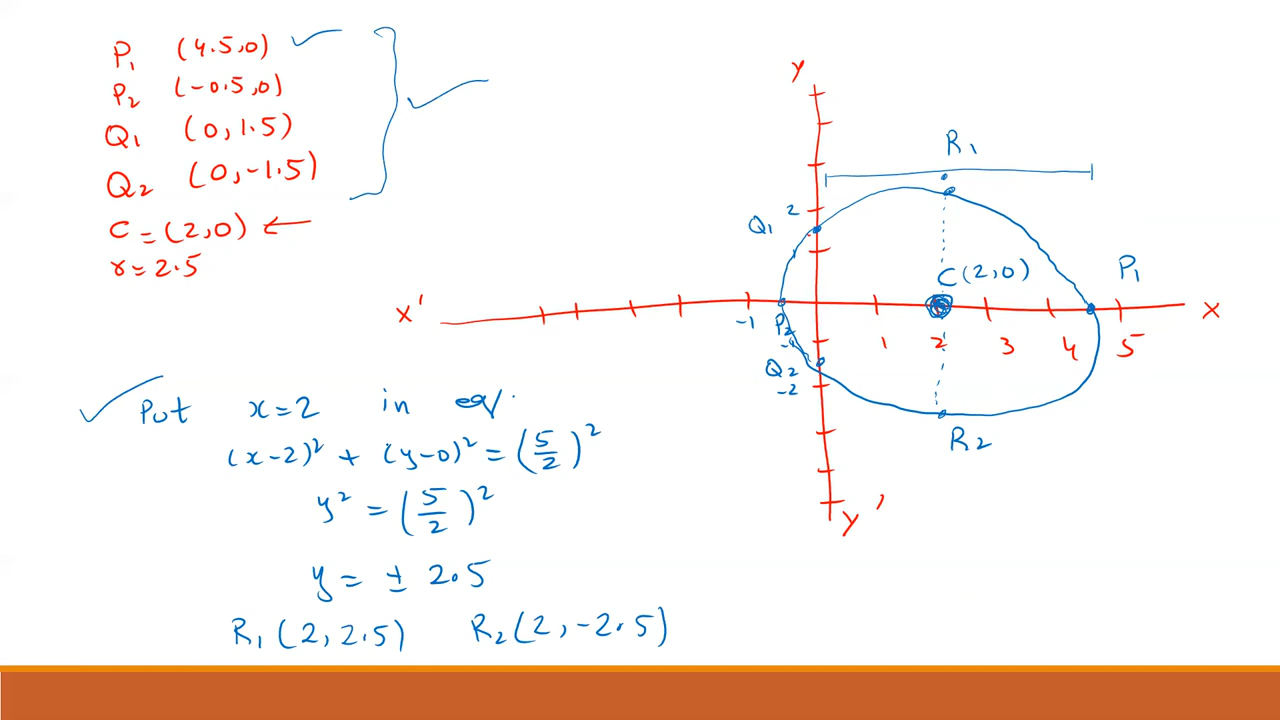 P₁ (4.5,0)
P₂ (-0.5,0)
Q₁ (0,1.5)
Q₂ (0,-1.5)
C = (2,0) ←
r = 2.5
Put x=2 in eq.
(x-2)² + (y-0)² = (5/2)²
y² = (5/2)²
y = ± 2.5
R₁ (2, 2.5) R₂ (2, -2.5)
Y
R₁
2
Q₁
1
C (2,0)
P₁
X'
X
-1
P₂
1 2 3 4 5
-1
Q₂
-2
R₂
Y'